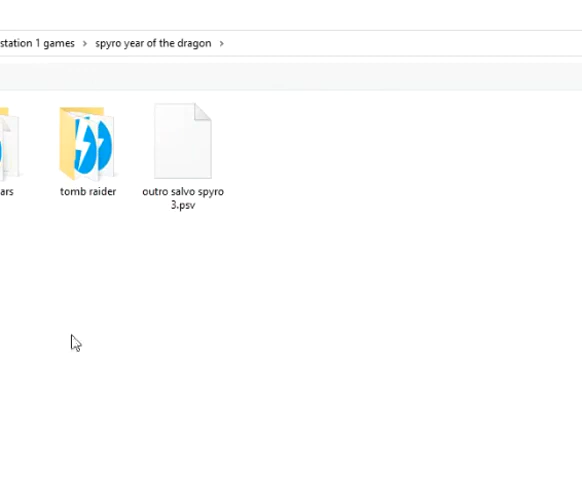 station 1 games > spyro year of the dragon >
ars
tomb raider
outro salvo spyro
3.psv